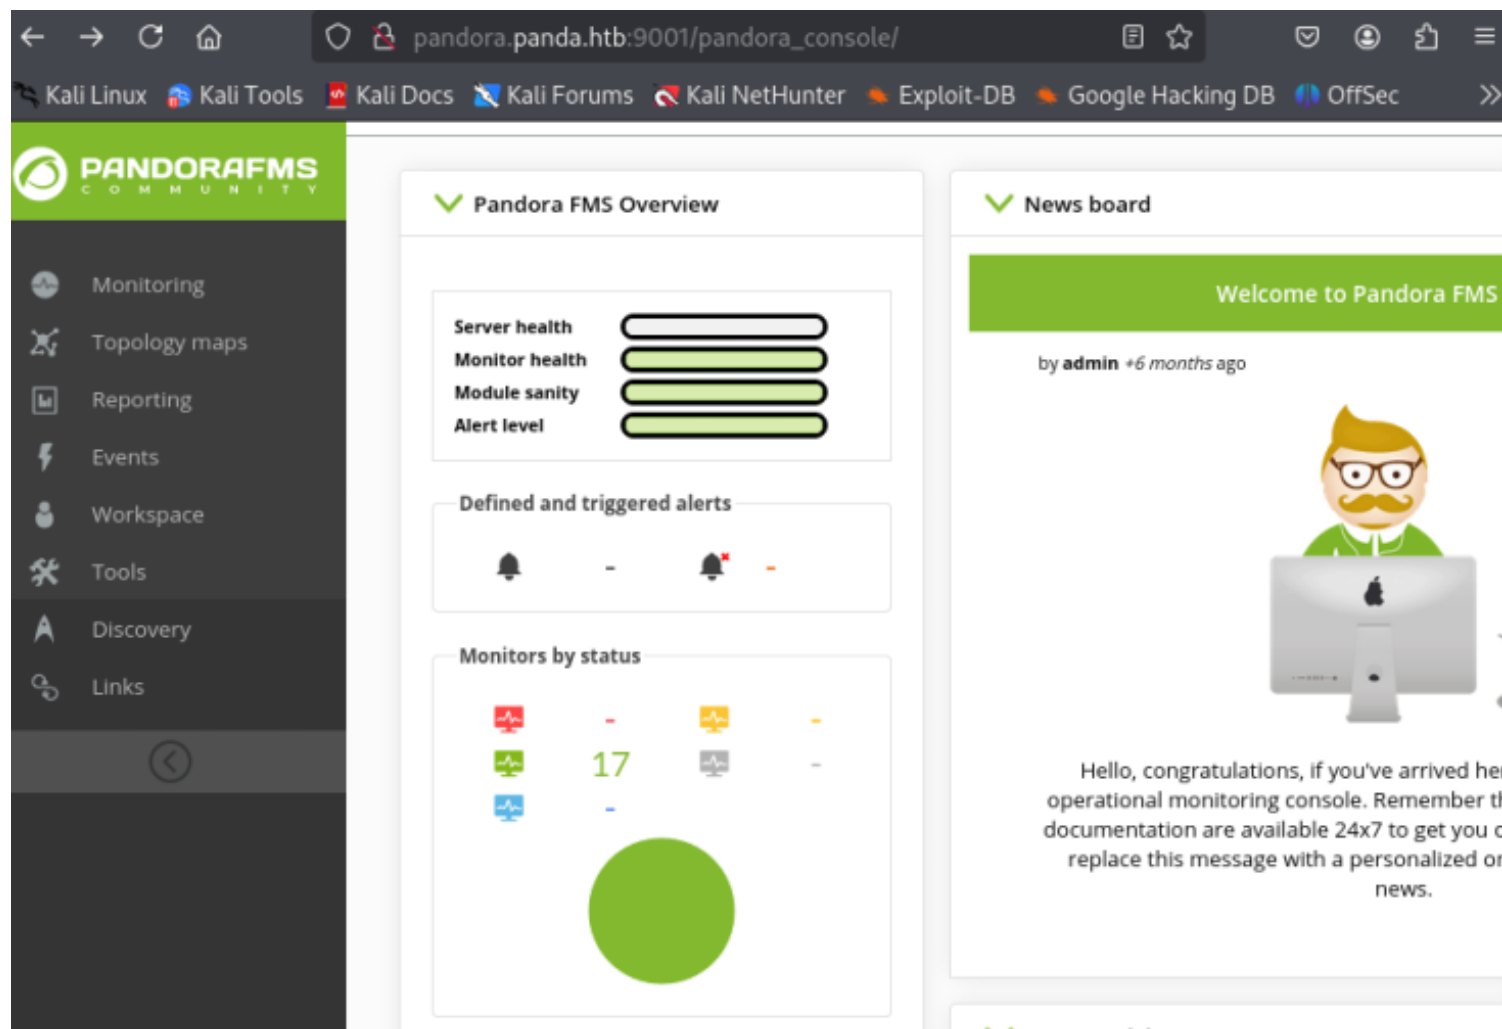 pandora.panda.htb:9001/pandora_console/
Kali Linux Kali Tools Kali Docs Kali Forums Kali NetHunter Exploit-DB Google Hacking DB OffSec
PANDORAFMS
COMMUNITY
Monitoring
Topology maps
Reporting
Events
Workspace
Tools
Discovery
Links
Pandora FMS Overview
Server health
Monitor health
Module sanity
Alert level
Defined and triggered alerts
-
-
Monitors by status
- -
17 -
-
News board
Welcome to Pandora FMS
by admin +6 months ago
Hello, congratulations, if you've arrived
operational monitoring console. Remember
documentation are available 24x7 to get you
replace this message with a personalized
news.